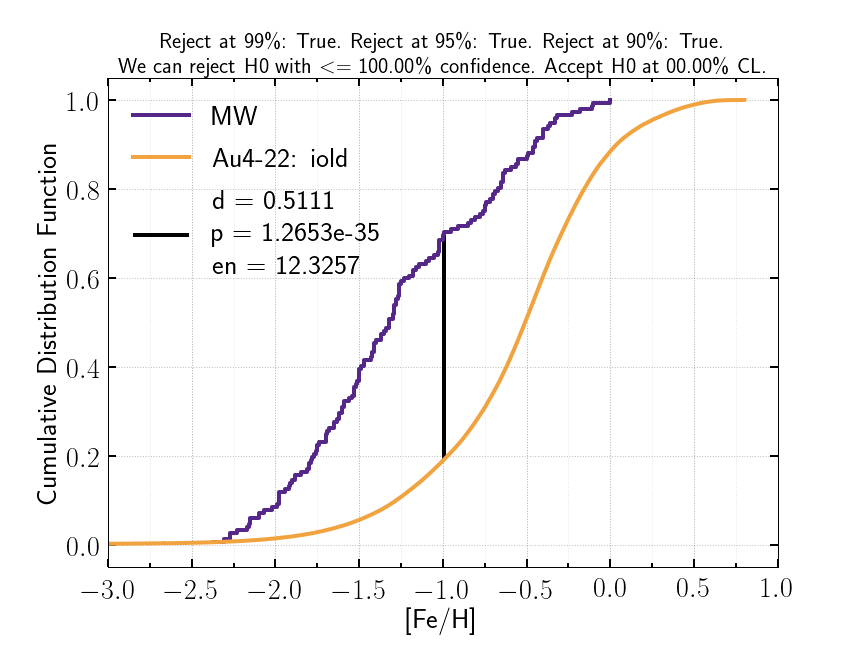 Reject at 99%: True. Reject at 95%: True. Reject at 90%: True.
We can reject H0 with <= 100.00% confidence. Accept H0 at 00.00% CL.
MW
Au4-22: iold
d = 0.5111
p = 1.2653e-35
en = 12.3257
Cumulative Distribution Function
1.0
0.8
0.6
0.4
0.2
0.0
−3.0 −2.5 −2.0 −1.5 −1.0 −0.5 0.0 0.5 1.0
[Fe/H]